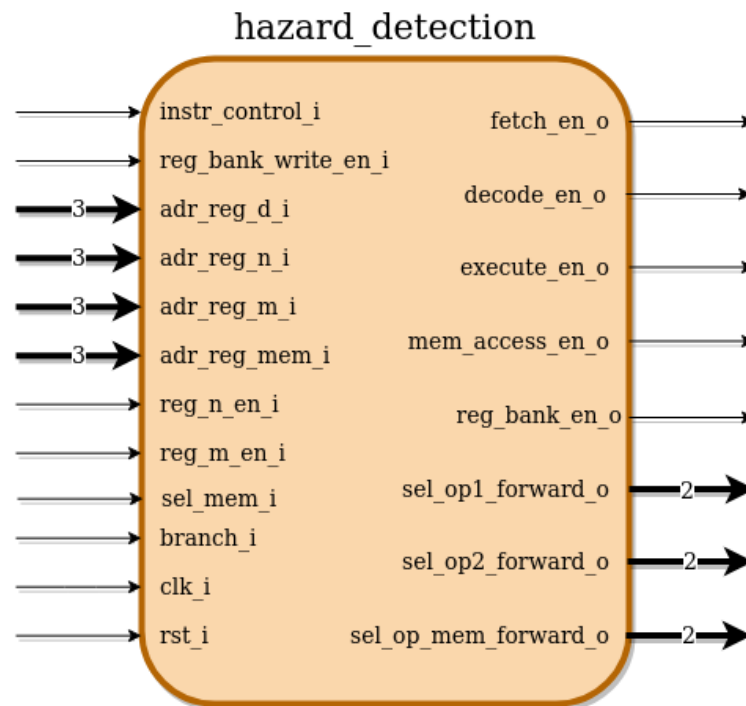 hazard_detection
instr_control_i
reg_bank_write_en_i
3 adr_reg_d_i
3 adr_reg_n_i
3 adr_reg_m_i
3 adr_reg_mem_i
reg_n_en_i
reg_m_en_i
sel_mem_i
branch_i
clk_i
rst_i
fetch_en_o
decode_en_o
execute_en_o
mem_access_en_o
reg_bank_en_o
sel_op1_forward_o 2
sel_op2_forward_o 2
sel_op_mem_forward_o 2